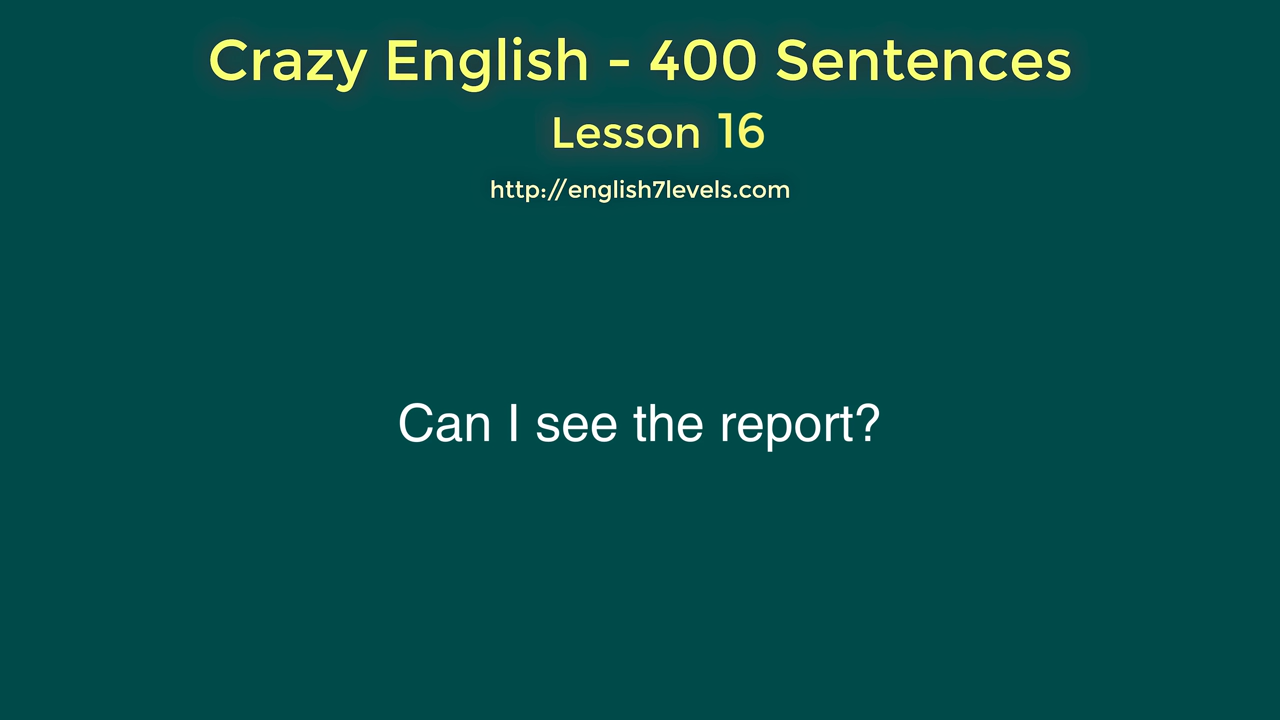 Crazy English - 400 Sentences
Lesson 16
http://english7levels.com
Can I see the report?